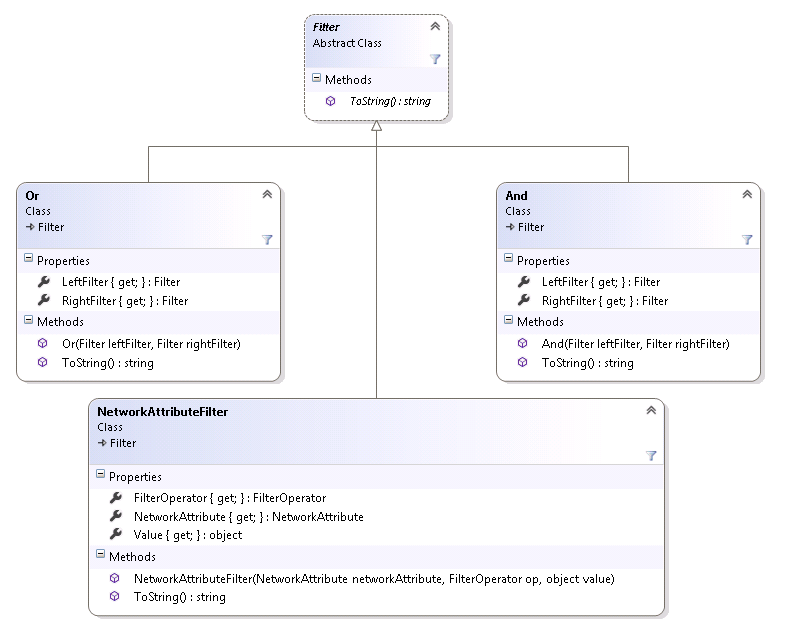 Filter
Abstract Class
Methods
ToString() : string
Or
Class
Filter
Properties
LeftFilter { get; } : Filter
RightFilter { get; } : Filter
Methods
Or(Filter leftFilter, Filter rightFilter)
ToString() : string
And
Class
Filter
Properties
LeftFilter { get; } : Filter
RightFilter { get; } : Filter
Methods
And(Filter leftFilter, Filter rightFilter)
ToString() : string
NetworkAttributeFilter
Class
Filter
Properties
FilterOperator { get; } : FilterOperator
NetworkAttribute { get; } : NetworkAttribute
Value { get; } : object
Methods
NetworkAttributeFilter(NetworkAttribute networkAttribute, FilterOperator op, object value)
ToString() : string